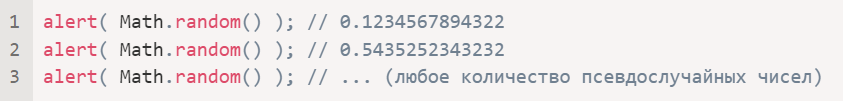 1 alert( Math.random() ); // 0.1234567894322
2 alert( Math.random() ); // 0.5435252343232
3 alert( Math.random() ); // ... (любое количество псевдослучайных чисел)